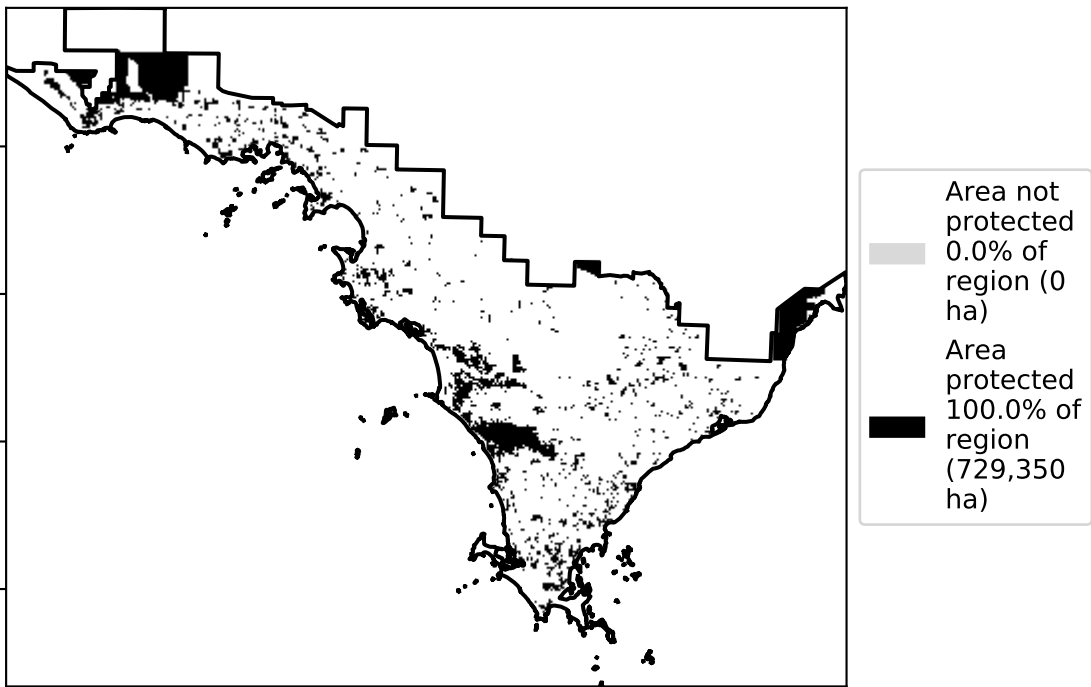 Area not
protected
0.0% of
region (0
ha)
Area
protected
100.0% of
region
(729,350
ha)